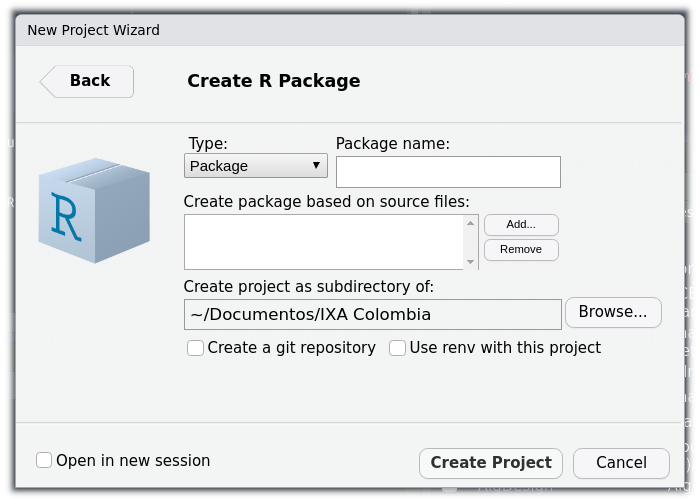 New Project Wizard
Back
Create R Package
Type:
Package name:
Package
R
Create package based on source files:
Add...
Remove
Create project as subdirectory of:
~/Documentos/IXA Colombia
Browse...
Create a git repository
Use renv with this project
Open in new session
Create Project
Cancel